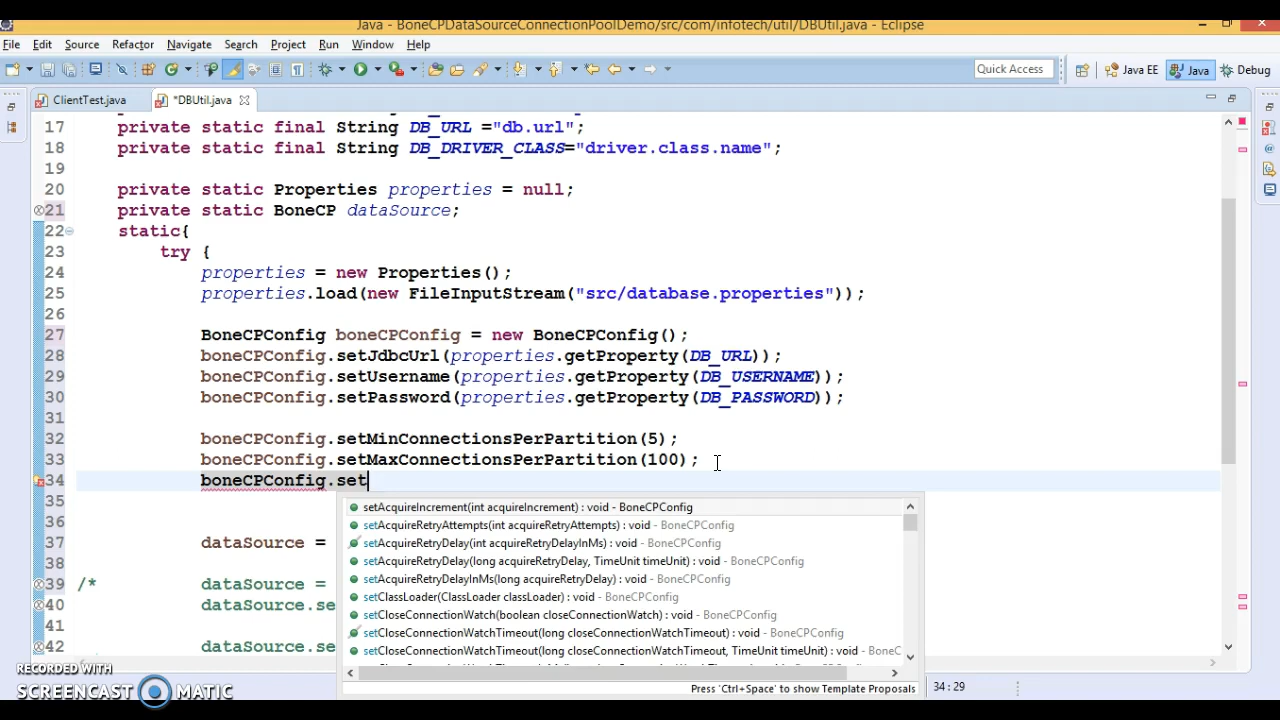 Java - BoneCPDataSourceConnectionPoolDemo/src/com/infotech/util/DBUtil.java - Eclipse
File Edit Source Refactor Navigate Search Project Run Window Help
Quick Access Java EE Java Debug
ClientTest.java *DBUtil.java
17 private static final String DB_URL ="db.url";
18 private static final String DB_DRIVER_CLASS="driver.class.name";
19
20 private static Properties properties = null;
21 private static BoneCP dataSource;
22 static{
23 try {
24 properties = new Properties();
25 properties.load(new FileInputStream("src/database.properties"));
26
27 BoneCPConfig boneCPConfig = new BoneCPConfig();
28 boneCPConfig.setJdbcUrl(properties.getProperty(DB_URL));
29 boneCPConfig.setUsername(properties.getProperty(DB_USERNAME));
30 boneCPConfig.setPassword(properties.getProperty(DB_PASSWORD));
31
32 boneCPConfig.setMinConnectionsPerPartition(5);
33 boneCPConfig.setMaxConnectionsPerPartition(100);
34 boneCPConfig.set
35
setAcquireIncrement(int acquireIncrement) : void - BoneCPConfig
36
setAcquireRetryAttempts(int acquireRetryAttempts) : void - BoneCPConfig
37 dataSource =
setAcquireRetryDelay(int acquireRetryDelayInMs) : void - BoneCPConfig
38
setAcquireRetryDelay(long acquireRetryDelay, TimeUnit timeUnit) : void - BoneCPConfig
setAcquireRetryDelayInMs(long acquireRetryDelay) : void - BoneCPConfig
39 /* dataSource =
setClassLoader(ClassLoader classLoader) : void - BoneCPConfig
40 dataSource.se
setCloseConnectionWatch(boolean closeConnectionWatch) : void - BoneCPConfig
41
setCloseConnectionWatchTimeout(long closeConnectionWatchTimeout) : void - BoneCPConfig
42 dataSource.se
setCloseConnectionWatchTimeout(long closeConnectionWatchTimeout, TimeUnit timeUnit) : void - BoneC
Press 'Ctrl+Space' to show Template Proposals
34:29
RECORDED WITH
SCREENCAST MATIC